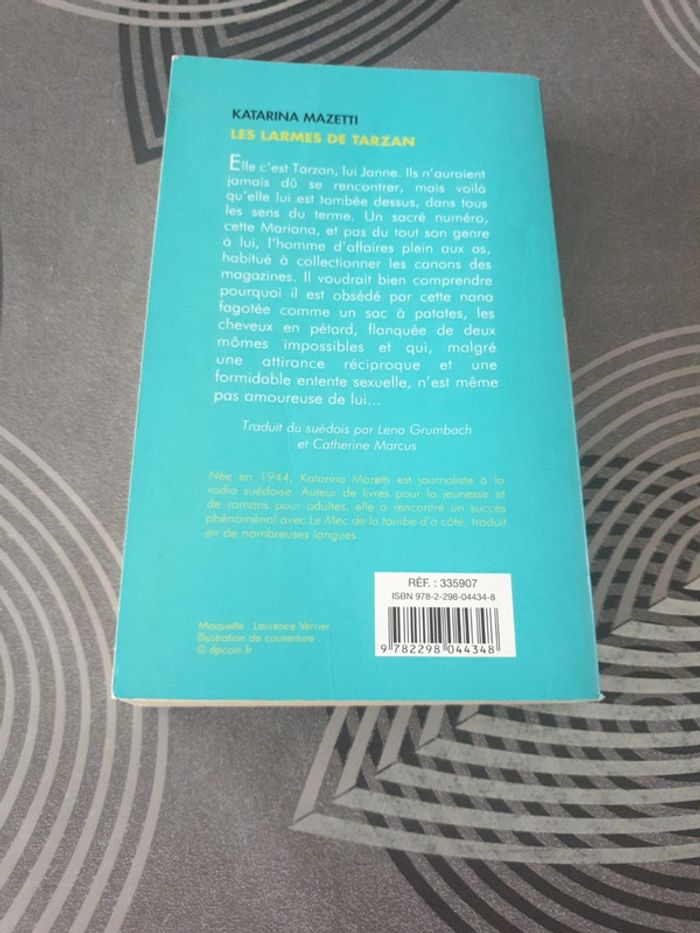 KATARINA MAZETTI
LES LARMES DE TARZAN
Elle c'est Tarzan, lui Janne. Ils n'auraient
jamais dû se rencontrer, mais voilà
qu'elle lui est tombée dessus, dans tous
les sens du terme. Un sacré numéro,
cette Mariana, et pas du tout son genre
à lui, l'homme d'affaires plein aux as,
habitué à collectionner les canons des
magazines. Il voudrait bien comprendre
pourquoi il est obsédé par cette nana
fagotée comme un sac à patates, les
cheveux en pétard, flanquée de deux
mômes impossibles et qui, malgré
une attirance réciproque et une
formidable entente sexuelle, n'est même
pas amoureuse de lui...
Traduit du suédois par Lena Grumbach
et Catherine Marcus
Née en 1944, Katarina Mazetti est journaliste à la
radio suédoise. Auteur de livres pour la jeunesse et
de romans pour adultes, elle a rencontré un succès
phénoménal avec Le Mec de la tombe d'à côté, traduit
en de nombreuses langues.
RÉF. : 335907
ISBN 978-2-298-04434-8
9 782298 044348
Maquette : Laurence Verrier
Illustration de couverture :
© dpcom.fr